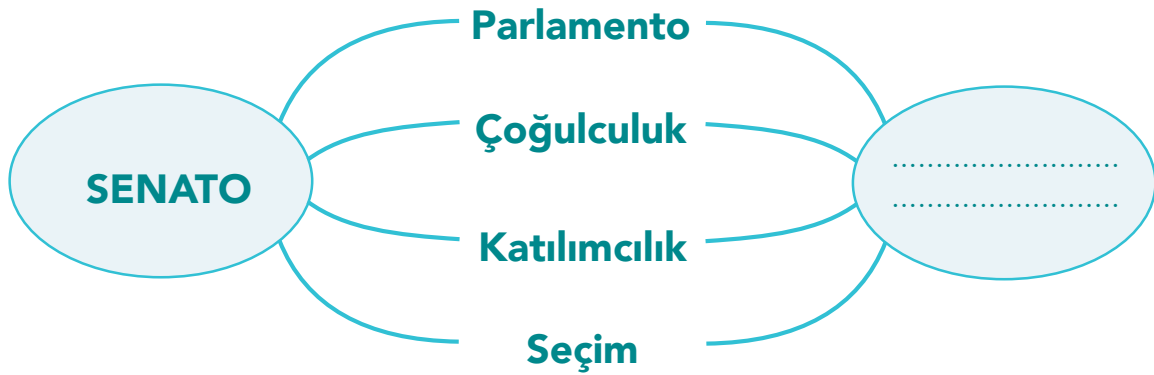 Parlamento
Çoğulculuk
SENATO
...........................
...........................
Katılımcılık
Seçim